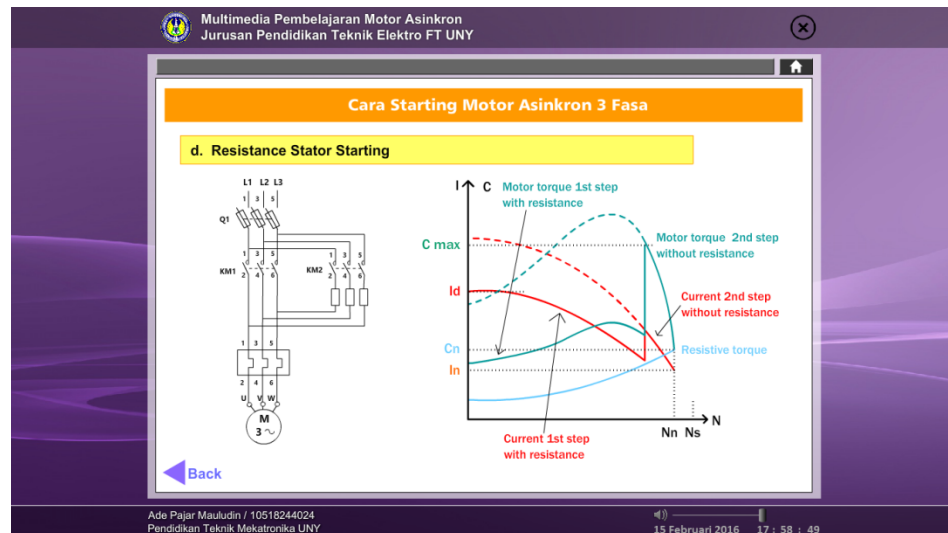 Multimedia Pembelajaran Motor Asinkron
Jurusan Pendidikan Teknik Elektro FT UNY
Cara Starting Motor Asinkron 3 Fasa
d. Resistance Stator Starting
L1 L2 L3
1 3 5
Q1
1 3 5
KM1
2 4 6
1 3 5
KM2
2 4 6
1 3 5
2 4 6
U V W
M
3 ~
I C
Motor torque 1st step
with resistance
C max
Motor torque 2nd step
without resistance
Id
Current 2nd step
without resistance
Cn
Resistive torque
In
N
Nn Ns
Current 1st step
with resistance
Back
Ade Pajar Mauludin / 10518244024
Pendidikan Teknik Mekatronika UNY
15 Februari 2016 17 : 58 : 49